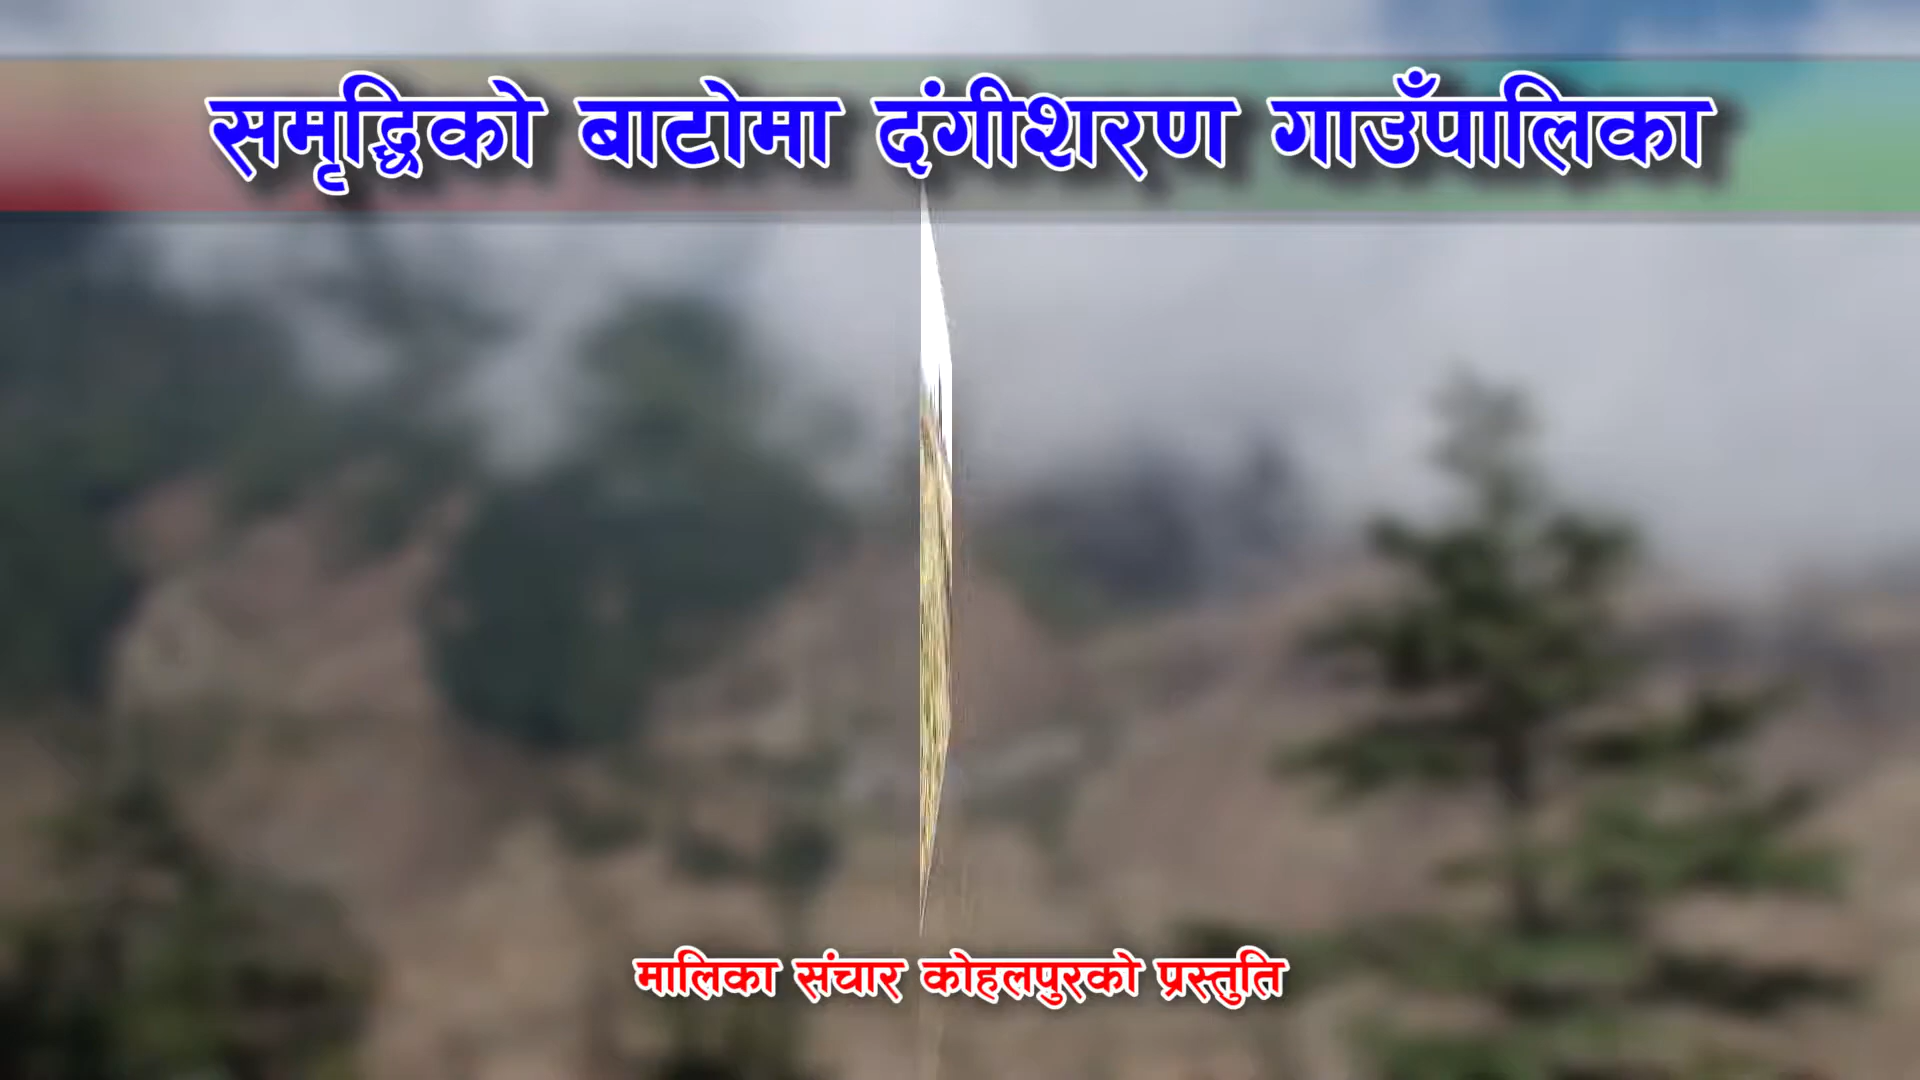 समृद्धिको बाटोमा दंगीशरण गाउँपालिका
मालिका संचार कोहलपुरको प्रस्तुति